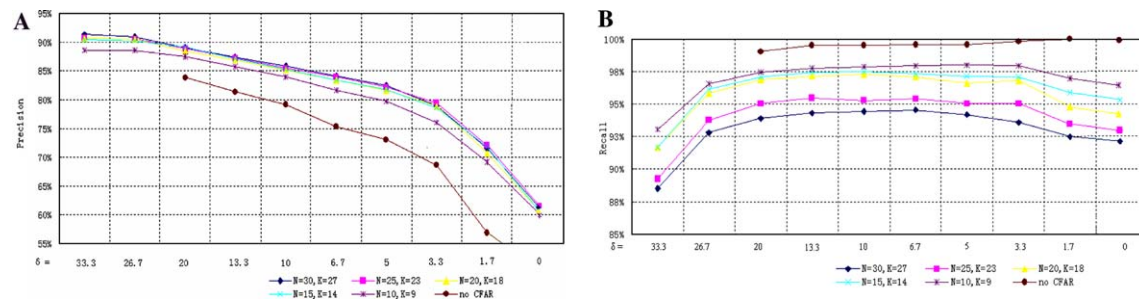 A
95%
90%
85%
80%
75%
70%
65%
60%
55%
Precision
δ = 33.3 26.7 20 13.3 10 6.7 5 3.3 1.7 0
N=30,K=27 N=25,K=23 N=20,K=18
N=15,K=14 N=10,K=9 no CFAR
B
100%
98%
95%
93%
90%
88%
85%
Recall
δ = 33.3 26.7 20 13.3 10 6.7 5 3.3 1.7 0
N=30,K=27 N=25,K=23 N=20,K=18
N=15,K=14 N=10,K=9 no CFAR